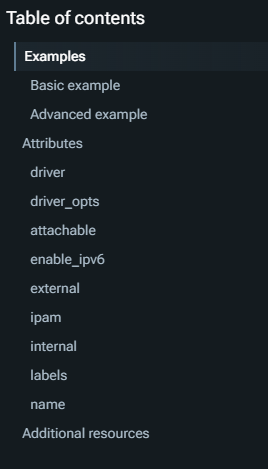 Table of contents
Examples
Basic example
Advanced example
Attributes
driver
driver_opts
attachable
enable_ipv6
external
ipam
internal
labels
name
Additional resources